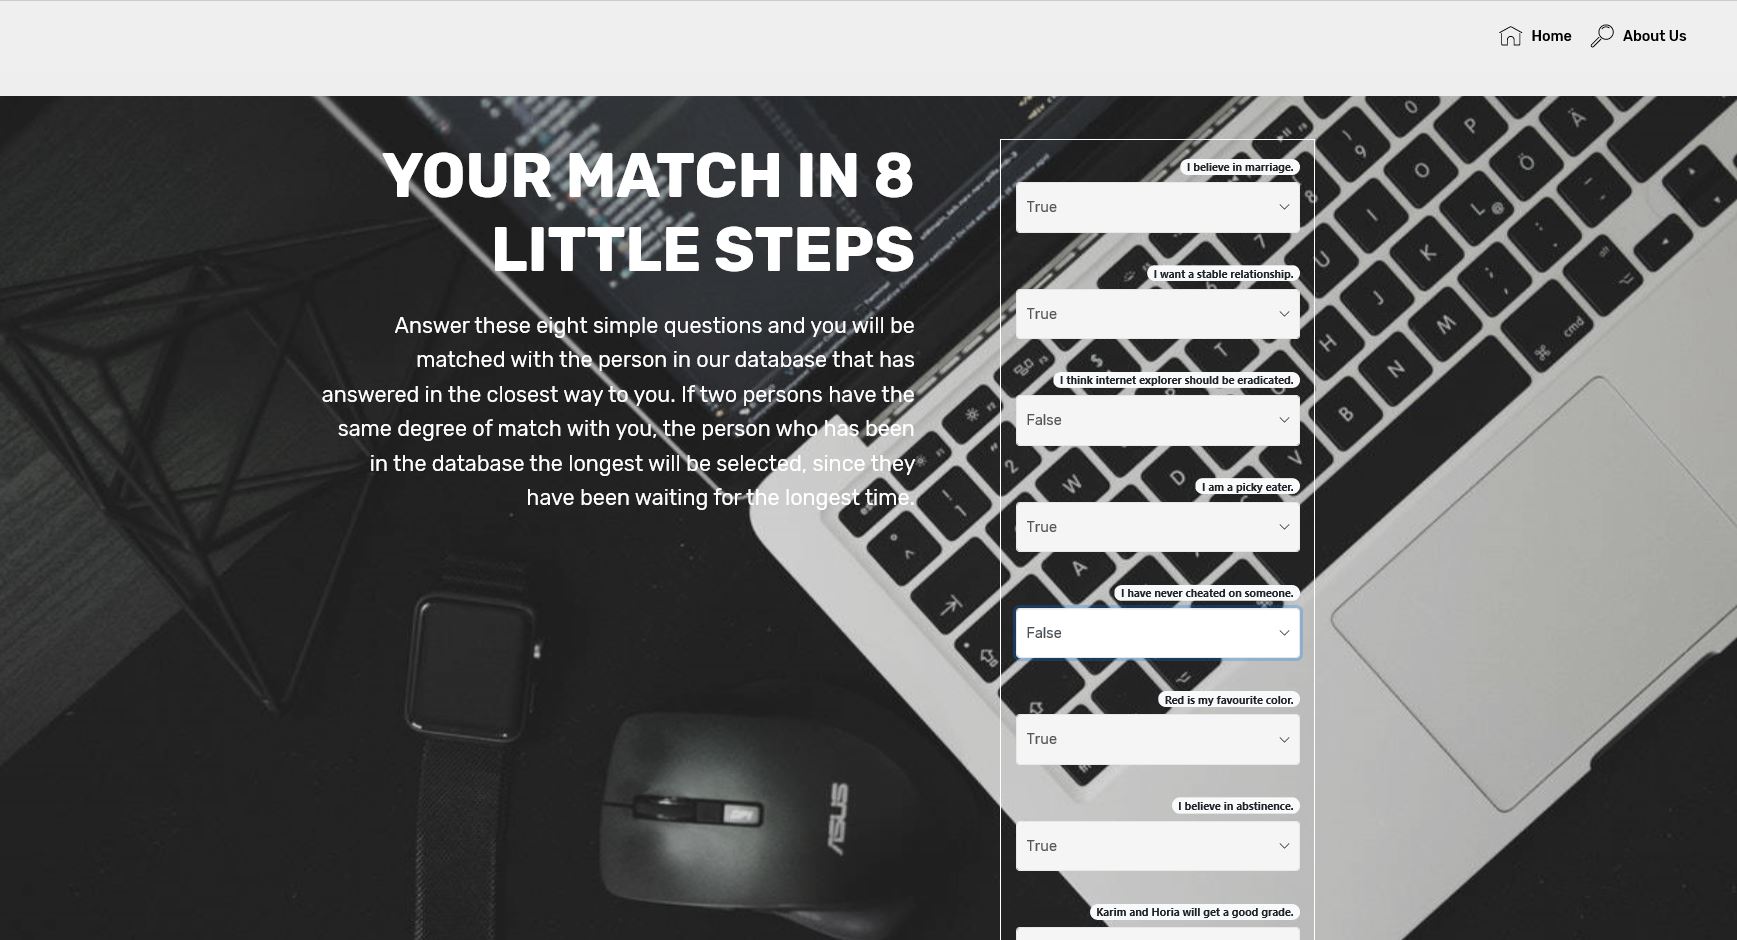 Home
About Us
YOUR MATCH IN 8
LITTLE STEPS
Answer these eight simple questions and you will be
matched with the person in our database that has
answered in the closest way to you. If two persons have the
same degree of match with you, the person who has been
in the database the longest will be selected, since they
have been waiting for the longest time.
I believe in marriage.
True
I want a stable relationship.
True
I think internet explorer should be eradicated.
False
I am a picky eater.
True
I have never cheated on someone.
False
Red is my favourite color.
True
I believe in abstinence.
True
Karim and Horia will get a good grade.
ASUS
DPI
cmd